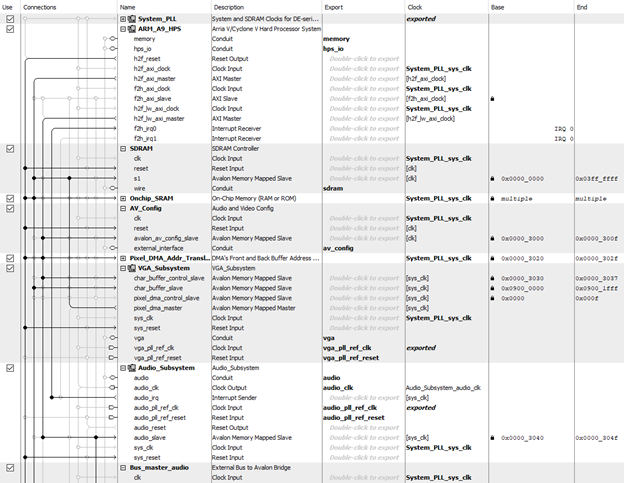 Use Connections Name Description Export Clock Base End
System_PLL System and SDRAM Clocks for DE-seri... exported
ARM_A9_HPS Arria V/Cyclone V Hard Processor System
memory Conduit memory
hps_io Conduit hps_io
h2f_reset Reset Output Double-click to export
h2f_axi_clock Clock Input Double-click to export System_PLL_sys_clk
h2f_axi_master AXI Master Double-click to export [h2f_axi_clock]
f2h_axi_clock Clock Input Double-click to export System_PLL_sys_clk
f2h_axi_slave AXI Slave Double-click to export [f2h_axi_clock]
h2f_lw_axi_clock Clock Input Double-click to export System_PLL_sys_clk
h2f_lw_axi_master AXI Master Double-click to export [h2f_lw_axi_clock]
f2h_irq0 Interrupt Receiver Double-click to export IRQ 0
f2h_irq1 Interrupt Receiver Double-click to export IRQ 0
SDRAM SDRAM Controller
clk Clock Input Double-click to export System_PLL_sys_clk
reset Reset Input Double-click to export [clk]
s1 Avalon Memory Mapped Slave Double-click to export [clk] 0x0000_0000 0x03ff_ffff
wire Conduit sdram
Onchip_SRAM On-Chip Memory (RAM or ROM) System_PLL_sys_clk multiple multiple
AV_Config Audio and Video Config
clk Clock Input Double-click to export System_PLL_sys_clk
reset Reset Input Double-click to export [clk]
avalon_av_config_slave Avalon Memory Mapped Slave Double-click to export [clk] 0x0000_3000 0x0000_300f
external_interface Conduit av_config
Pixel_DMA_Addr_Transl... DMA's Front and Back Buffer Address ... System_PLL_sys_clk 0x0000_3020 0x0000_302f
VGA_Subsystem VGA_Subsystem
char_buffer_control_slave Avalon Memory Mapped Slave Double-click to export [sys_clk] 0x0000_3030 0x0000_3037
char_buffer_slave Avalon Memory Mapped Slave Double-click to export [sys_clk] 0x0900_0000 0x0900_1fff
pixel_dma_control_slave Avalon Memory Mapped Slave Double-click to export [sys_clk] 0x0000 0x000f
pixel_dma_master Avalon Memory Mapped Master Double-click to export [sys_clk]
sys_clk Clock Input Double-click to export System_PLL_sys_clk
sys_reset Reset Input Double-click to export
vga Conduit vga
vga_pll_ref_clk Clock Input vga_pll_ref_clk exported
vga_pll_ref_reset Reset Input vga_pll_ref_reset
Audio_Subsystem Audio_Subsystem
audio Conduit audio
audio_clk Clock Output audio_clk Audio_Subsystem_audio_clk
audio_irq Interrupt Sender Double-click to export [sys_clk]
audio_pll_ref_clk Clock Input audio_pll_ref_clk exported
audio_pll_ref_reset Reset Input audio_pll_ref_reset
audio_reset Reset Output Double-click to export
audio_slave Avalon Memory Mapped Slave Double-click to export [sys_clk] 0x0000_3040 0x0000_304f
sys_clk Clock Input Double-click to export System_PLL_sys_clk
sys_reset Reset Input Double-click to export
Bus_master_audio External Bus to Avalon Bridge
clk Clock Input Double-click to export System_PLL_sys_clk